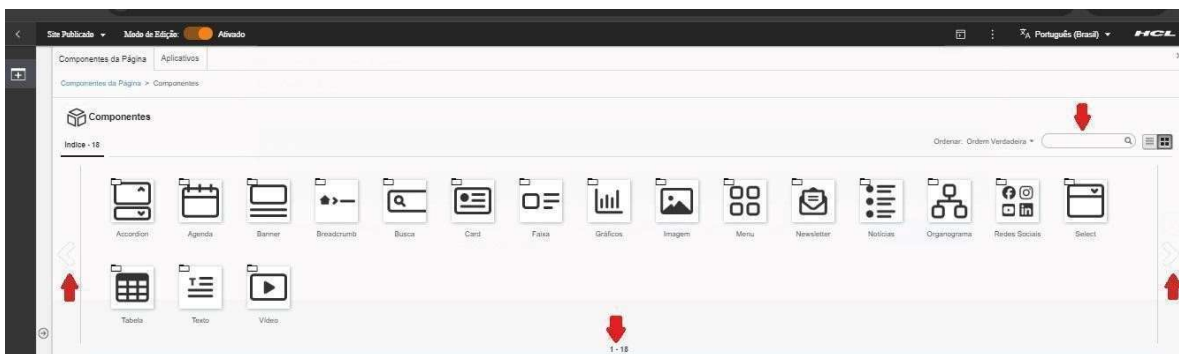 Site Publicado Modo de Edição: Ativado Português (Brasil) HCL
Componentes da Página Aplicativos
Componentes da Página > Componentes
Componentes
Indice - 18 Ordenar: Ordem Verdadeira
Accordion Agenda Banner Breadcrumb Busca Card Faixa Gráficos Imagem Menu Newsletter Notícias Organograma Redes Sociais Select
Tabela Texto Vídeo
1 - 18